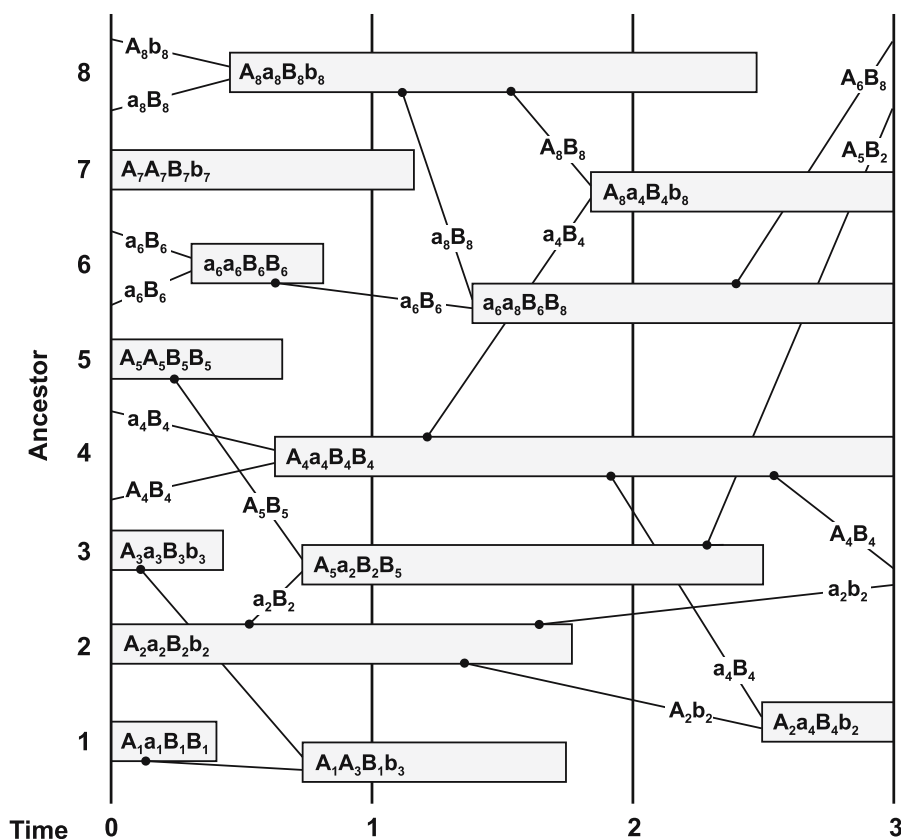 A₈b₈
A₆B₈
8
A₈a₈B₈b₈
a₈B₈
A₈B₈
A₅B₂
7
A₇A₇B₇b₇
A₈a₄B₄b₈
a₆B₆
a₈B₈
a₄B₄
6
a₆a₆B₆B₆
a₆B₆
a₆B₆
a₆a₈B₆B₈
5
A₅A₅B₅B₅
Ancestor
a₄B₄
4
A₄a₄B₄B₄
A₄B₄
A₅B₅
A₄B₄
3
A₃a₃B₃b₃
A₅a₂B₂B₅
a₂B₂
a₂b₂
2
A₂a₂B₂b₂
a₄B₄
A₂b₂
A₂a₄B₄b₂
1
A₁a₁B₁B₁
A₁A₃B₁b₃
Time 0 1 2 3